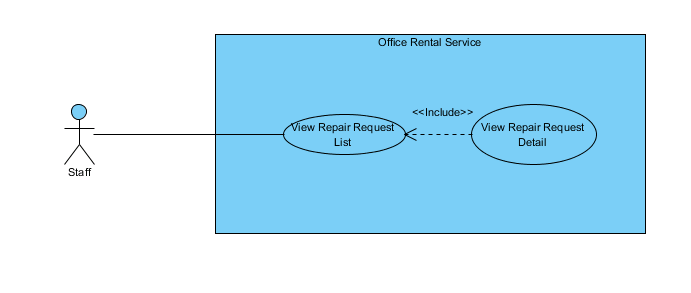 Office Rental Service
<<Include>>
View Repair Request
List
View Repair Request
Detail
Staff